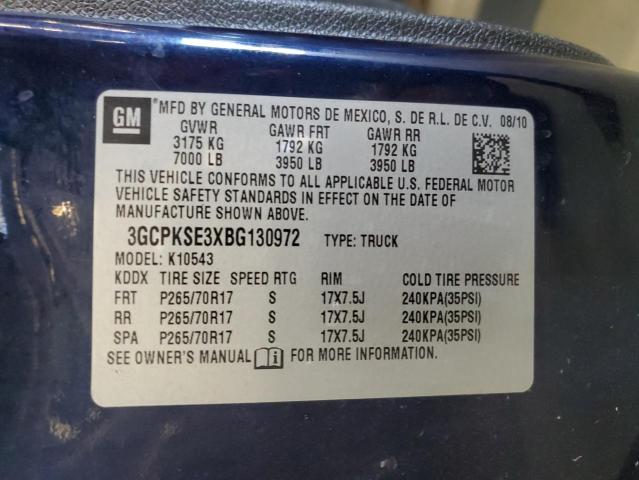 GM *MFD BY GENERAL MOTORS DE MEXICO, S. DE R.L. DE C.V. 08/10
GVWR GAWR FRT GAWR RR
3175 KG 1792 KG 1792 KG
7000 LB 3950 LB 3950 LB
THIS VEHICLE CONFORMS TO ALL APPLICABLE U.S. FEDERAL MOTOR
VEHICLE SAFETY STANDARDS IN EFFECT ON THE DATE OF
MANUFACTURE SHOWN ABOVE.
3GCPKSE3XBG130972 TYPE: TRUCK
MODEL: K10543
KDDX TIRE SIZE SPEED RTG RIM COLD TIRE PRESSURE
FRT P265/70R17 S 17X7.5J 240KPA(35PSI)
RR P265/70R17 S 17X7.5J 240KPA(35PSI)
SPA P265/70R17 S 17X7.5J 240KPA(35PSI)
SEE OWNER'S MANUAL i FOR MORE INFORMATION.